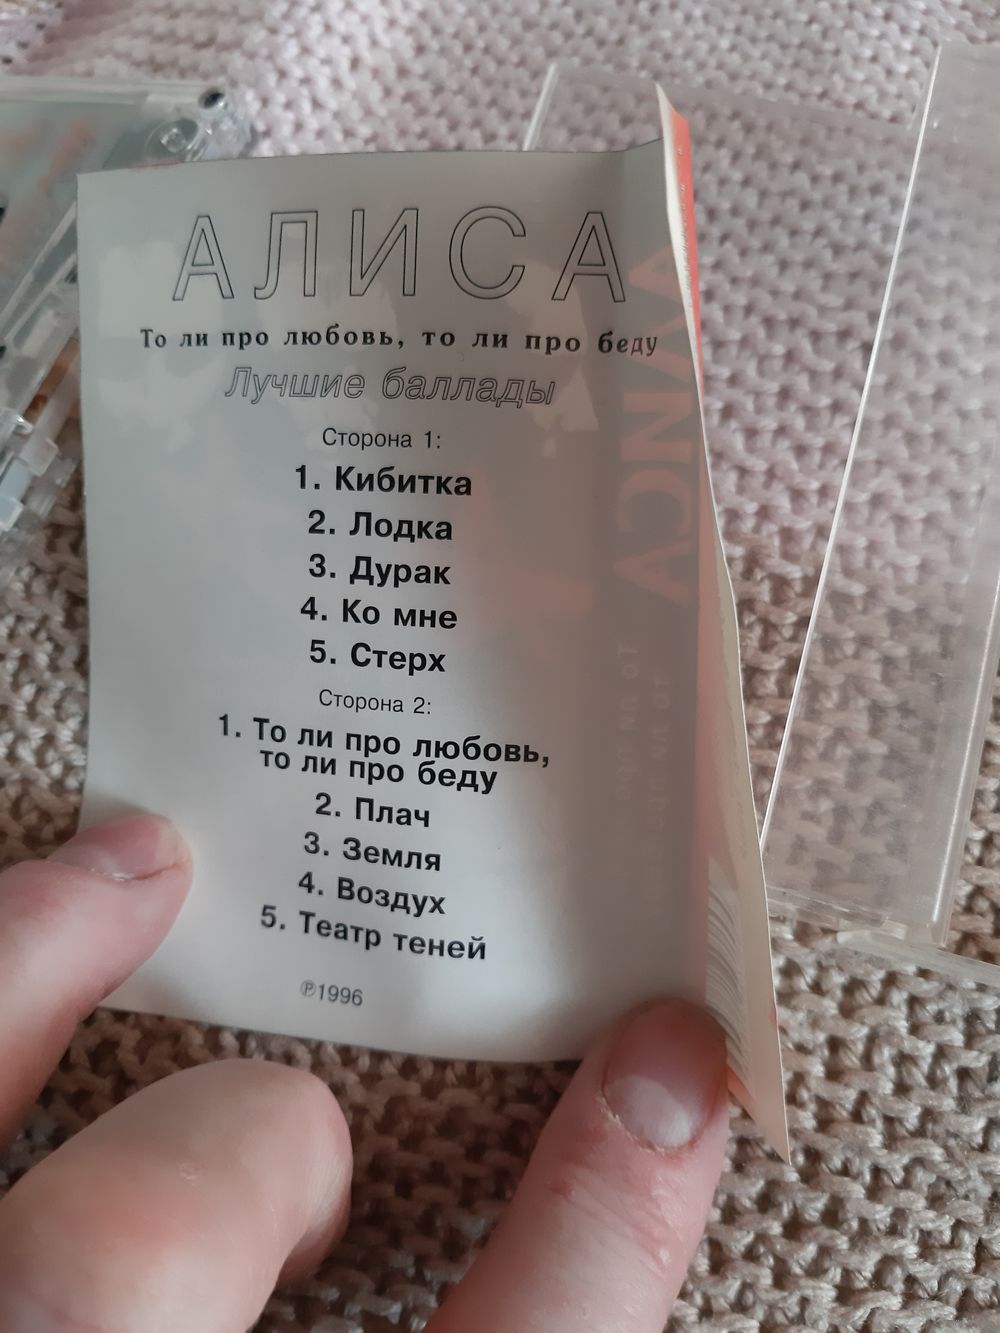 АЛИСА
То ли про любовь, то ли про беду
Лучшие баллады
Сторона 1:
1. Кибитка
2. Лодка
3. Дурак
4. Ко мне
5. Стерх
Сторона 2:
1. То ли про любовь,
то ли про беду
2. Плач
3. Земля
4. Воздух
5. Театр теней
℗1996